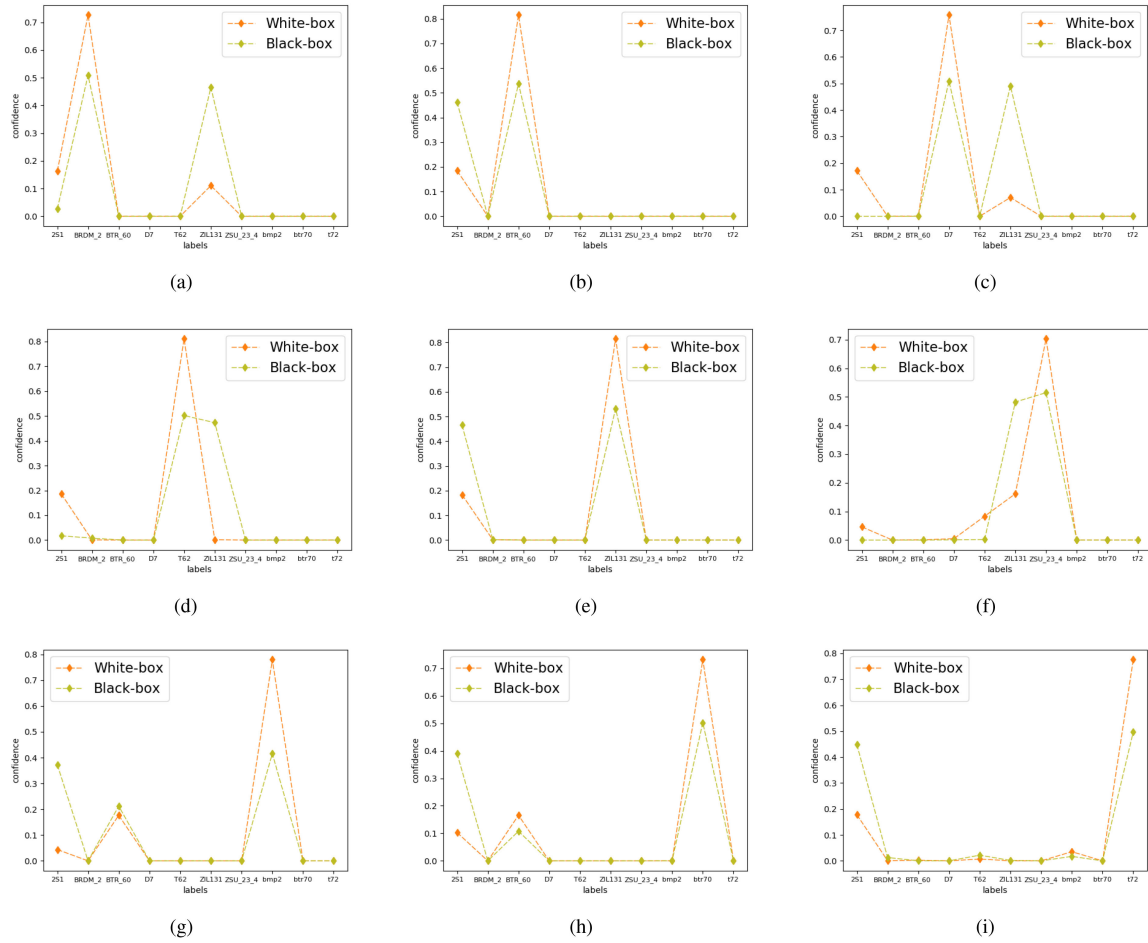 0.7
0.6
0.5
0.4
0.3
0.2
0.1
0.0
confidence
White-box
Black-box
2S1 BRDM_2 BTR_60 D7 T62 ZIL131 ZSU_23_4 bmp2 btr70 t72
labels
(a)
0.8
0.7
0.6
0.5
0.4
0.3
0.2
0.1
0.0
confidence
White-box
Black-box
2S1 BRDM_2 BTR_60 D7 T62 ZIL131 ZSU_23_4 bmp2 btr70 t72
labels
(b)
0.7
0.6
0.5
0.4
0.3
0.2
0.1
0.0
confidence
White-box
Black-box
2S1 BRDM_2 BTR_60 D7 T62 ZIL131 ZSU_23_4 bmp2 btr70 t72
labels
(c)
0.8
0.7
0.6
0.5
0.4
0.3
0.2
0.1
0.0
confidence
White-box
Black-box
2S1 BRDM_2 BTR_60 D7 T62 ZIL131 ZSU_23_4 bmp2 btr70 t72
labels
(d)
0.8
0.7
0.6
0.5
0.4
0.3
0.2
0.1
0.0
confidence
White-box
Black-box
2S1 BRDM_2 BTR_60 D7 T62 ZIL131 ZSU_23_4 bmp2 btr70 t72
labels
(e)
0.7
0.6
0.5
0.4
0.3
0.2
0.1
0.0
confidence
White-box
Black-box
2S1 BRDM_2 BTR_60 D7 T62 ZIL131 ZSU_23_4 bmp2 btr70 t72
labels
(f)
0.8
0.7
0.6
0.5
0.4
0.3
0.2
0.1
0.0
confidence
White-box
Black-box
2S1 BRDM_2 BTR_60 D7 T62 ZIL131 ZSU_23_4 bmp2 btr70 t72
labels
(g)
0.7
0.6
0.5
0.4
0.3
0.2
0.1
0.0
confidence
White-box
Black-box
2S1 BRDM_2 BTR_60 D7 T62 ZIL131 ZSU_23_4 bmp2 btr70 t72
labels
(h)
0.8
0.7
0.6
0.5
0.4
0.3
0.2
0.1
0.0
confidence
White-box
Black-box
2S1 BRDM_2 BTR_60 D7 T62 ZIL131 ZSU_23_4 bmp2 btr70 t72
labels
(i)